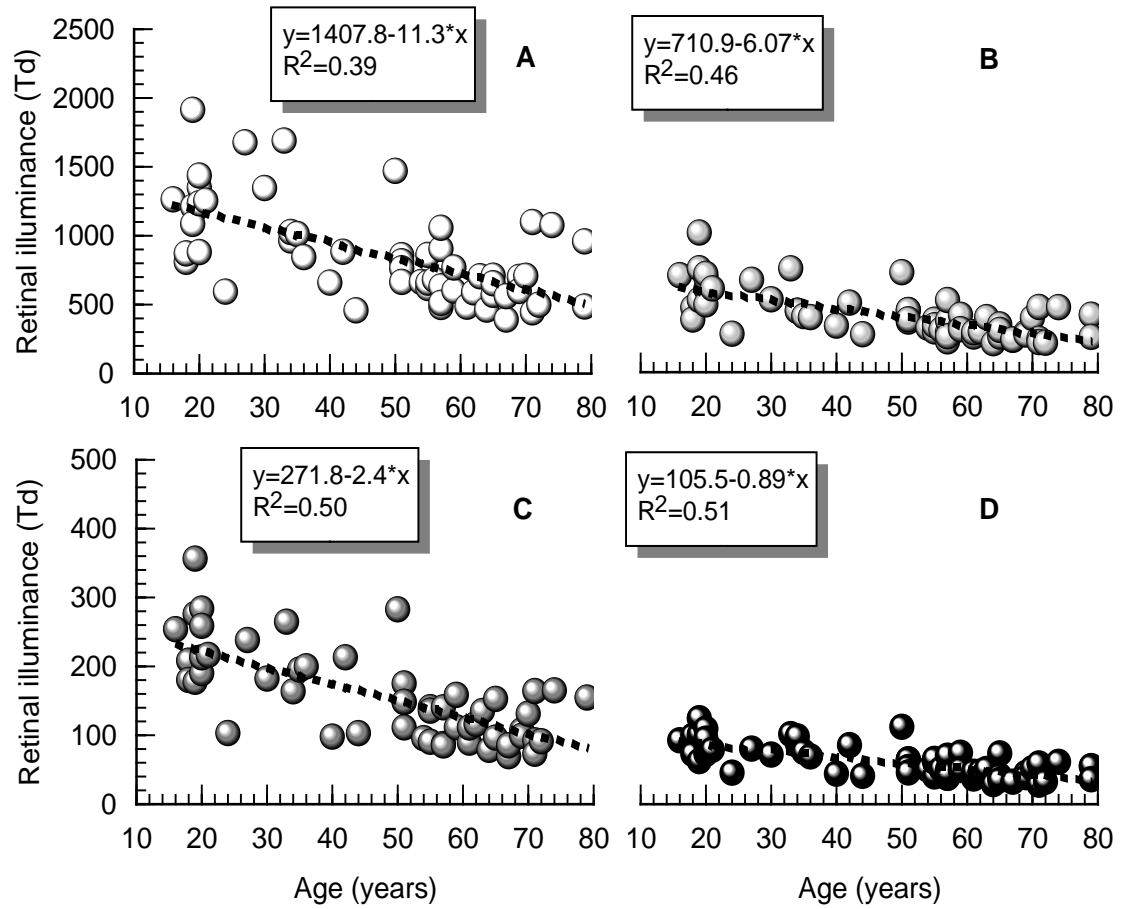 y=1407.8-11.3*x
R²=0.39
A
y=710.9-6.07*x
R²=0.46
B
Retinal illuminance (Td)
2500
2000
1500
1000
500
0
10 20 30 40 50 60 70 80
10 20 30 40 50 60 70 80
y=271.8-2.4*x
R²=0.50
C
y=105.5-0.89*x
R²=0.51
D
Retinal illuminance (Td)
500
400
300
200
100
0
10 20 30 40 50 60 70 80
10 20 30 40 50 60 70 80
Age (years)
Age (years)